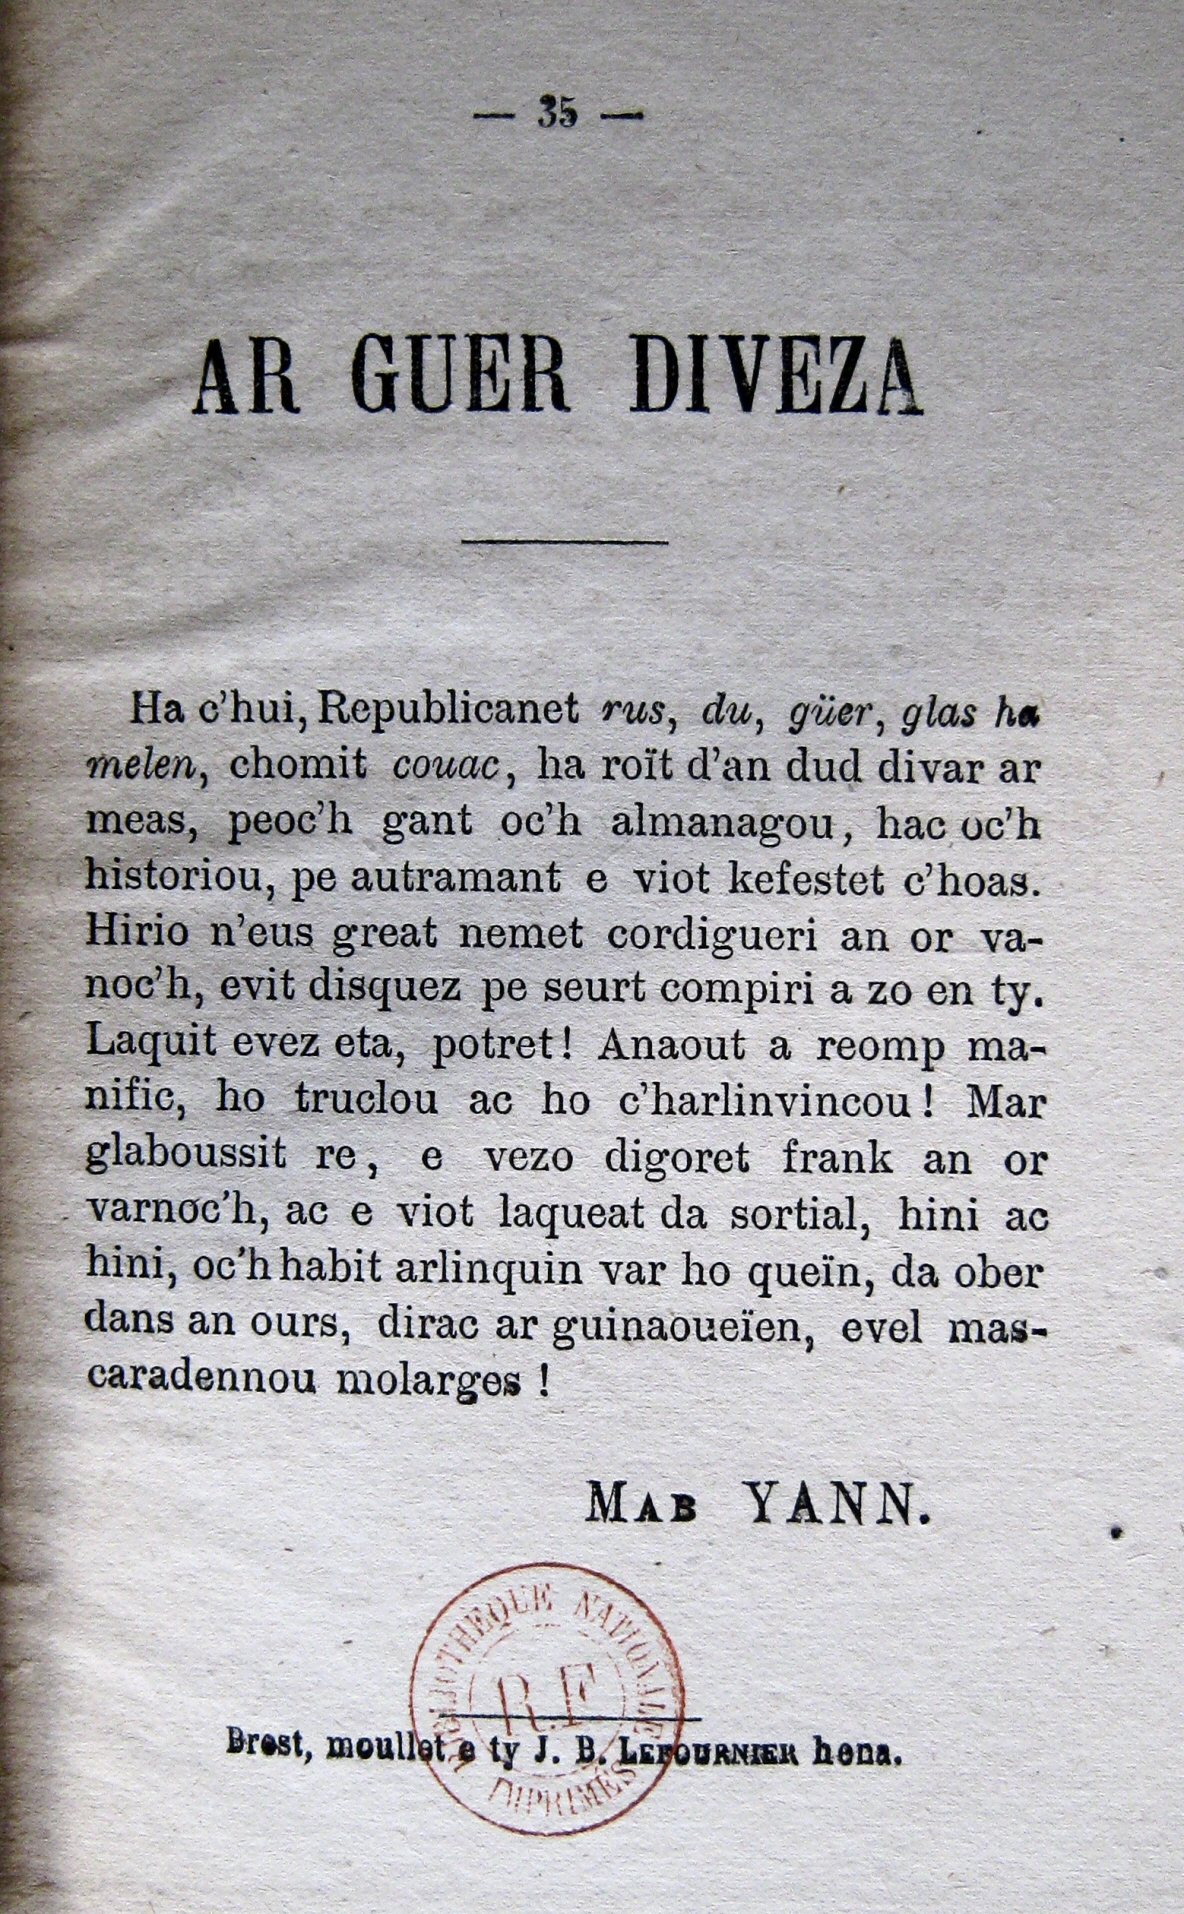 — 35 —
AR GUER DIVEZA
Ha c'hui, Republicanet rus, du, güer, glas ha
melen, chomit couac, ha roït d'an dud divar ar
meas, peoc'h gant oc'h almanagou, hac oc'h
historiou, pe autramant e viot kefestet c'hoas.
Hirio n'eus great nemet cordigueri an or va-
noc'h, evit disquez pe seurt compiri a zo en ty.
Laquit evez eta, potret! Anaout a reomp ma-
nific, ho truclou ac ho c'harlinvincou! Mar
glaboussit re, e vezo digoret frank an or
varnoc'h, ac e viot laqueat da sortial, hini ac
hini, oc'h habit arlinquin var ho queïn, da ober
dans an ours, dirac ar guinaoueïen, evel mas-
caradennou molarges !
MAB YANN.
BIBLIOTHÈQUE NATIONALE
R.F
IMPRIMÉS
Brest, moullet e ty J. B. LEFOURNIER hena.